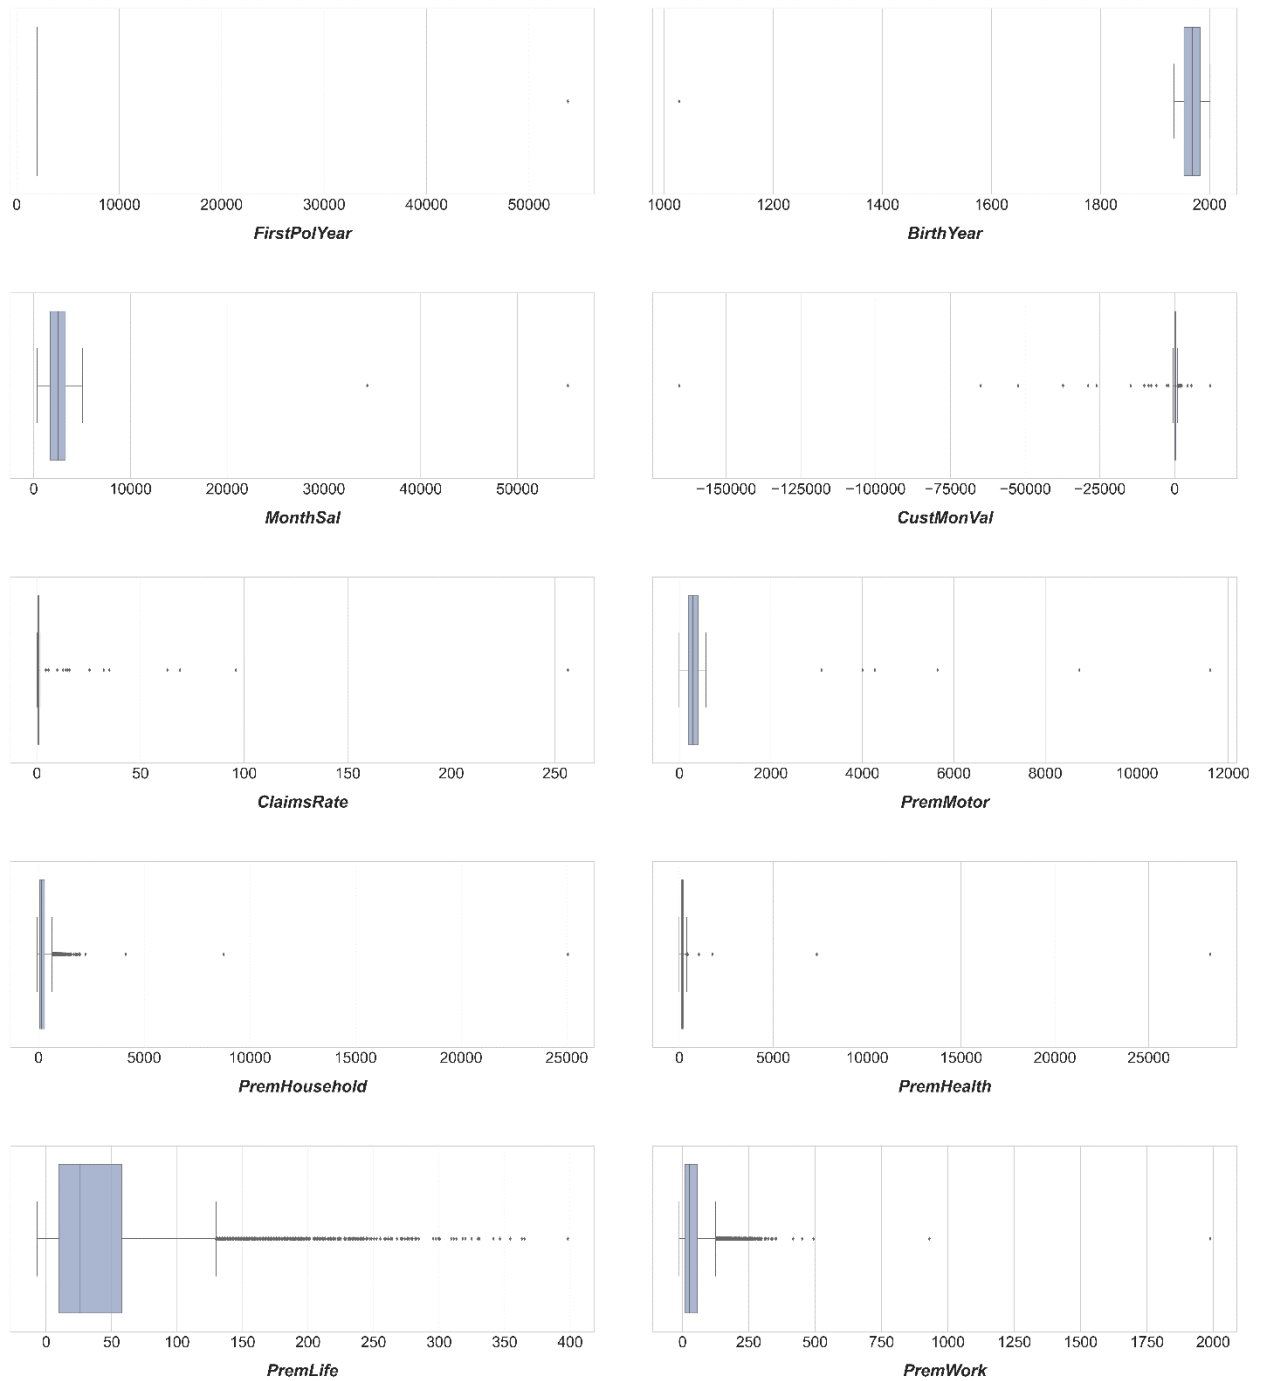 0 10000 20000 30000 40000 50000
FirstPolYear
1000 1200 1400 1600 1800 2000
BirthYear
0 10000 20000 30000 40000 50000
MonthSal
−150000 −125000 −100000 −75000 −50000 −25000 0
CustMonVal
0 50 100 150 200 250
ClaimsRate
0 2000 4000 6000 8000 10000 12000
PremMotor
0 5000 10000 15000 20000 25000
PremHousehold
0 5000 10000 15000 20000 25000
PremHealth
0 50 100 150 200 250 300 350 400
PremLife
0 250 500 750 1000 1250 1500 1750 2000
PremWork